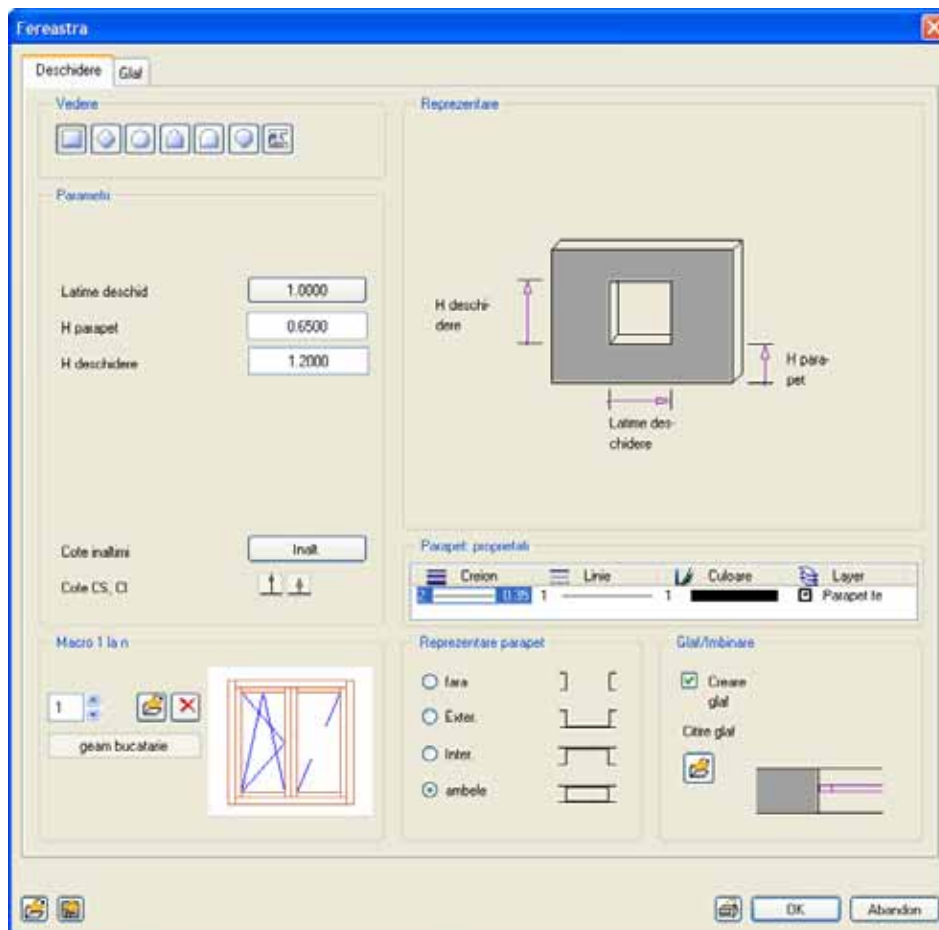 Fereastra
Deschidere Glaf
Vedere
Reprezentare
Parametri
Latime deschid 1.0000
H parapet 0.6500
H deschidere 1.2000
H deschi-
dere
H para-
pet
Latime des-
chidere
Cote inaltimi Inalt.
Cote CS, CI
Parapet: proprietati
Creion Linie Culoare Layer
2 0.35 1 1 Parapet fe
Macro 1 la n
1
geam bucatarie
Reprezentare parapet
fara
Exter.
Inter.
ambele
Glaf/Imbinare
Creare
glaf
Citire glaf
OK Abandon